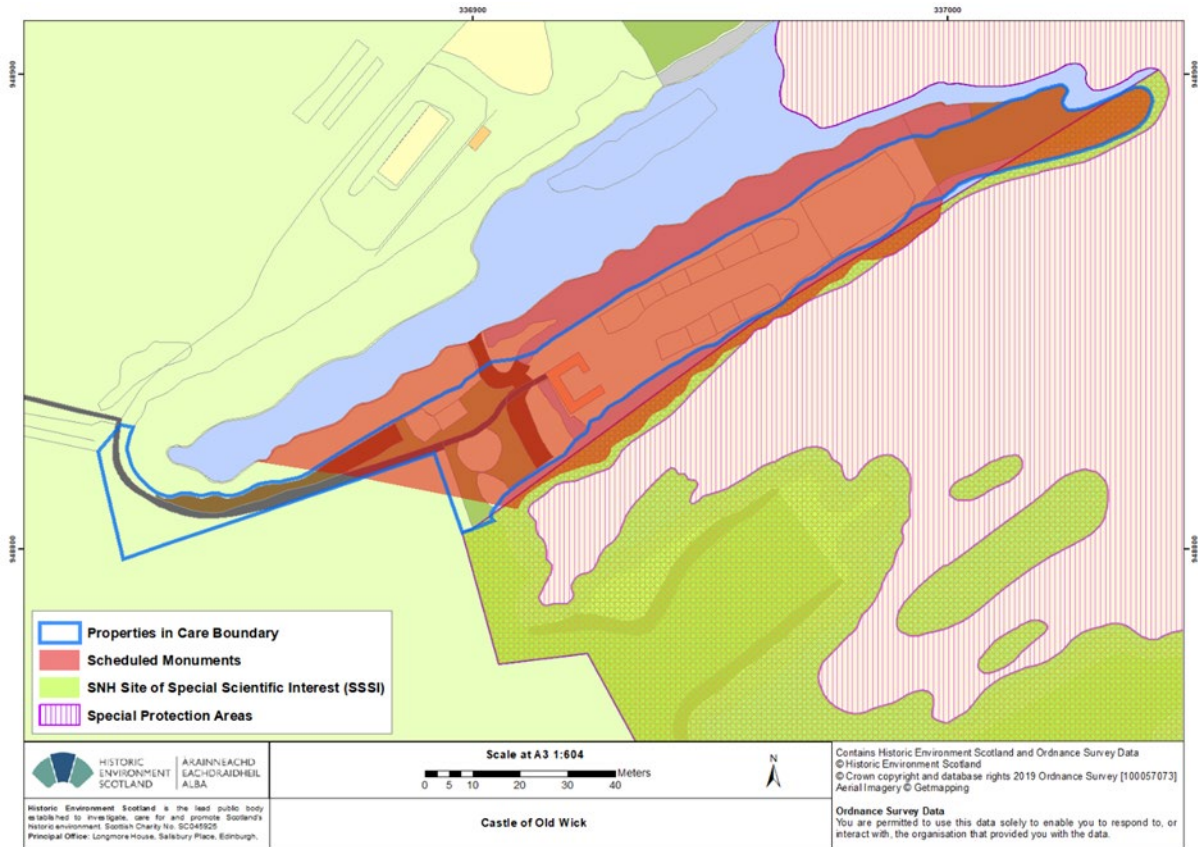 336900
337000
948900
948900
948800
948800
Properties in Care Boundary
Scheduled Monuments
SNH Site of Special Scientific Interest (SSSI)
Special Protection Areas
HISTORIC
ENVIRONMENT
SCOTLAND
ÀRAINNEACHD
EACHDRAIDHEIL
ALBA
Historic Environment Scotland is the lead public body
established to investigate, care for and promote Scotland's
historic environment. Scottish Charity No. SC045925
Principal Office: Longmore House, Salisbury Place, Edinburgh.
Scale at A3 1:604
Meters
0 5 10 20 30 40
N
Castle of Old Wick
Contains Historic Environment Scotland and Ordnance Survey Data
© Historic Environment Scotland
© Crown copyright and database rights 2019 Ordnance Survey [100057073]
Aerial Imagery © Getmapping
Ordnance Survey Data
You are permitted to use this data solely to enable you to respond to, or
interact with, the organisation that provided you with the data.